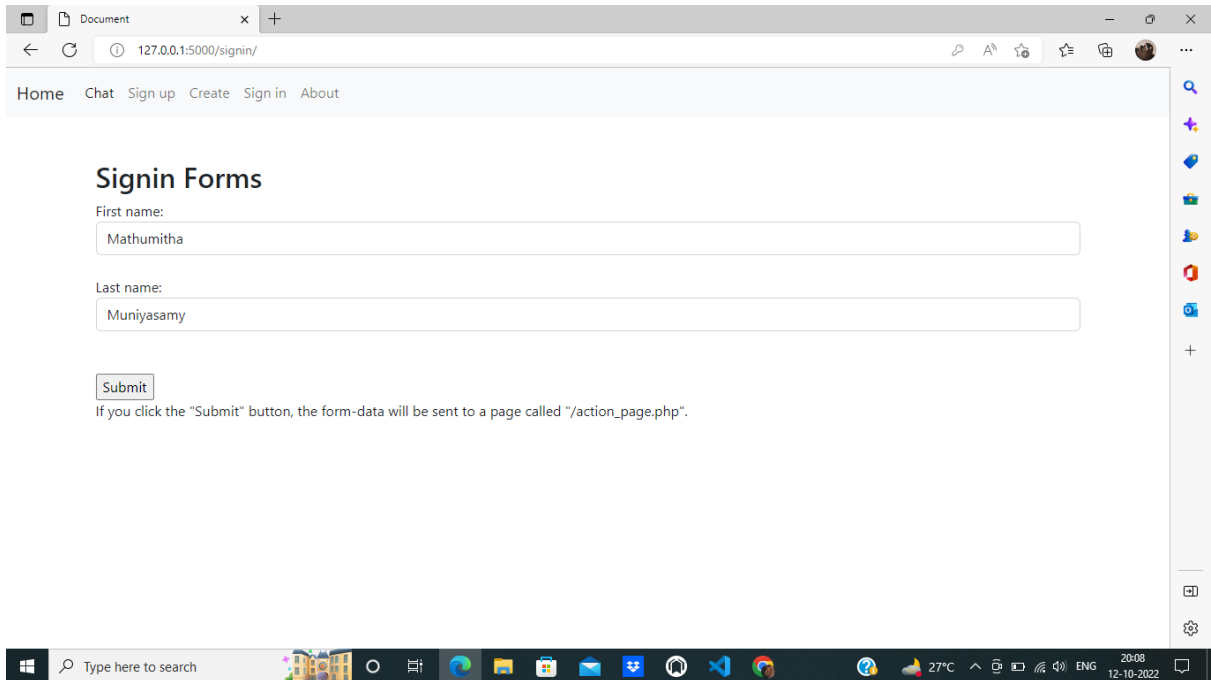 Document
127.0.0.1:5000/signin/
Home Chat Sign up Create Sign in About
Signin Forms
First name:
Mathumitha
Last name:
Muniyasamy
Submit
If you click the "Submit" button, the form-data will be sent to a page called "/action_page.php".
Type here to search
27°C
ENG
20:08
12-10-2022